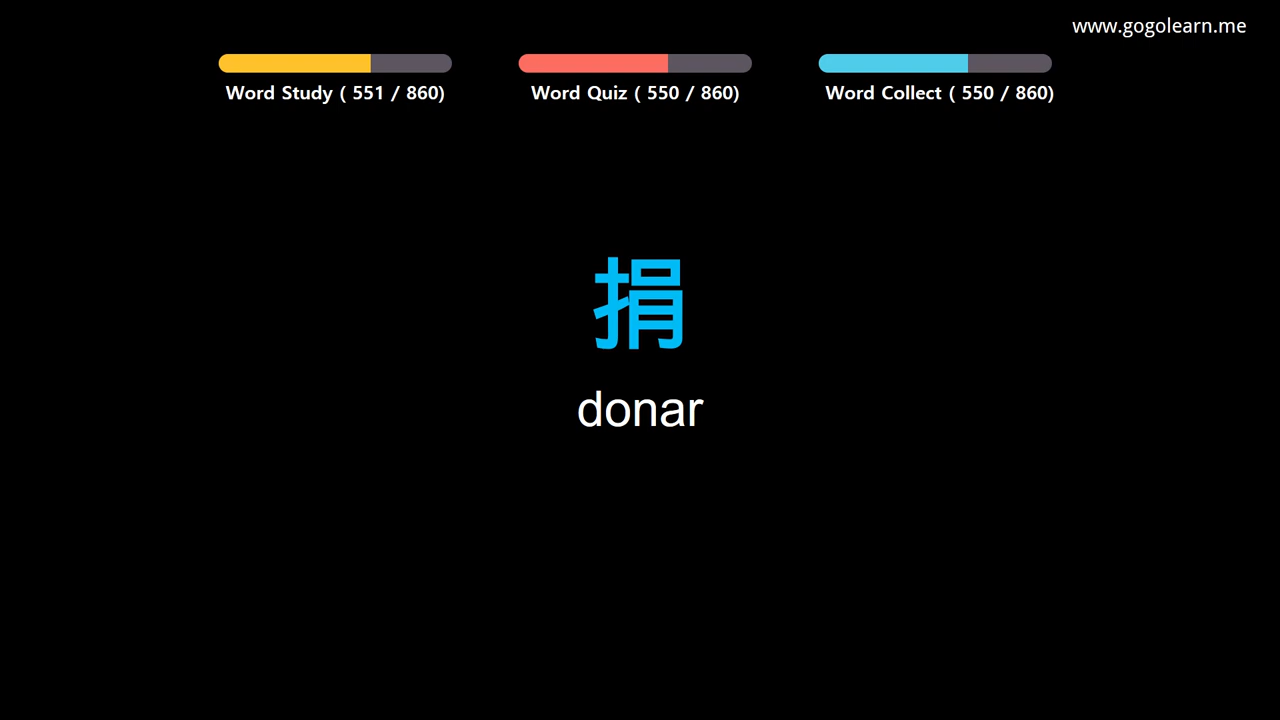 www.gogolearn.me
Word Study ( 551 / 860)
Word Quiz ( 550 / 860)
Word Collect ( 550 / 860)
捐
donar